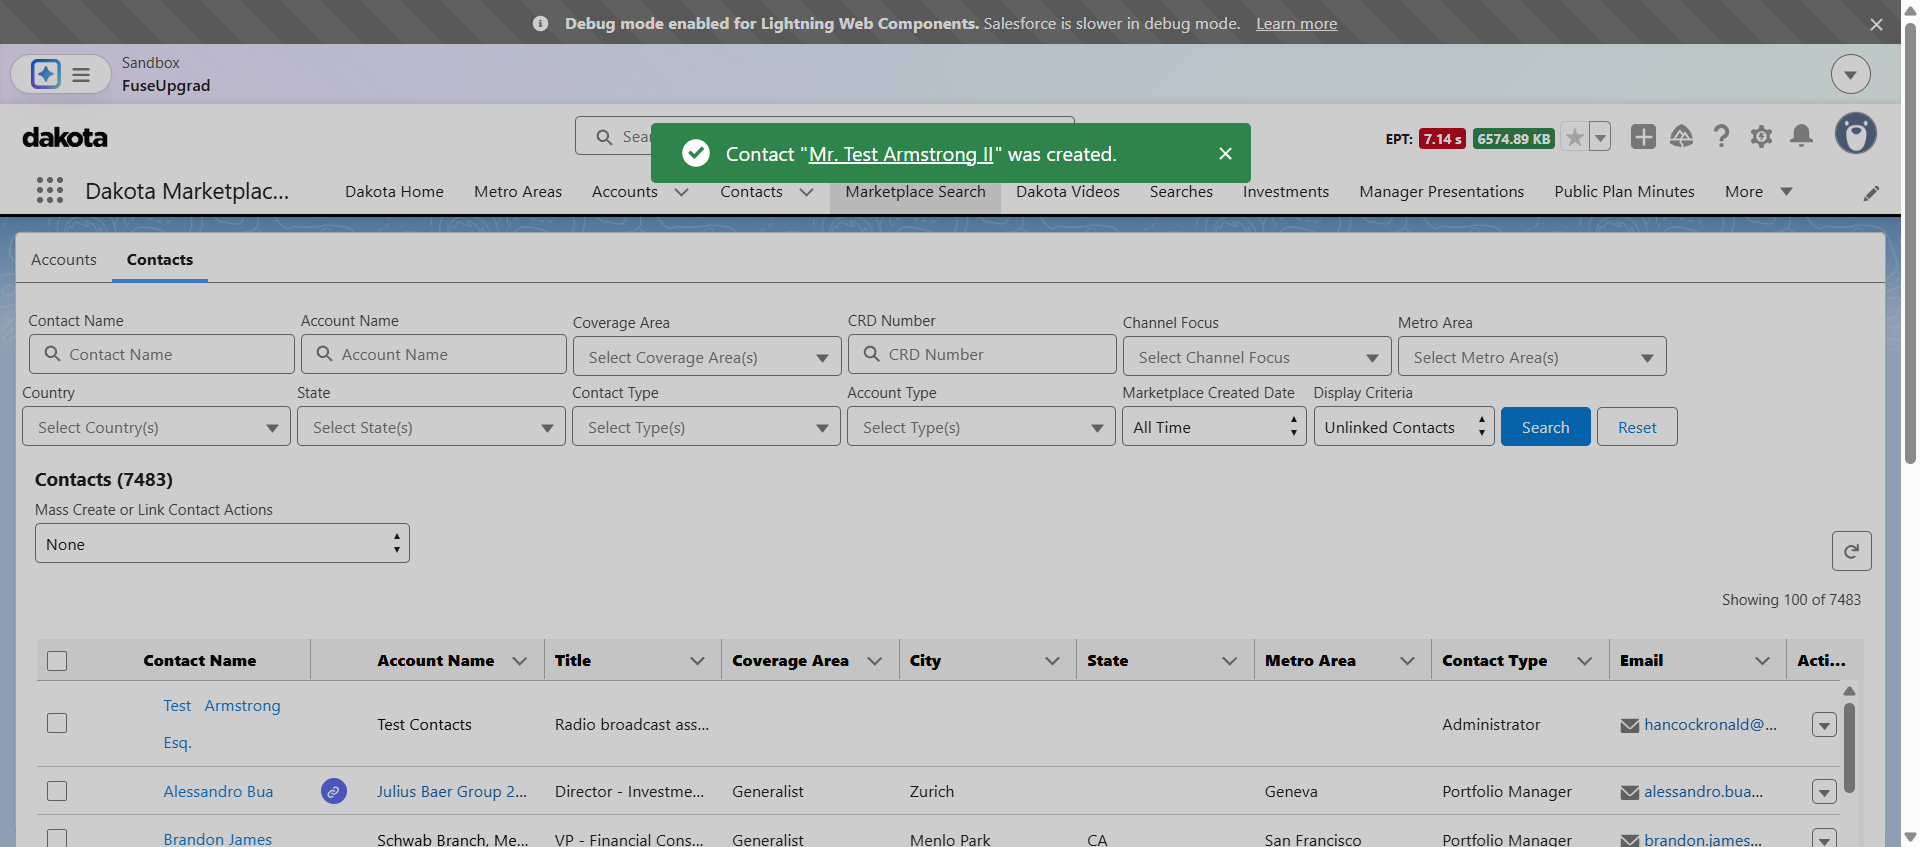 Debug mode enabled for Lightning Web Components. Salesforce is slower in debug mode. Learn more
Sandbox
FuseUpgrad
dakota
Sea
EPT: 7.14 s 6574.89 KB
Contact "Mr. Test Armstrong II" was created.
Dakota Marketplac... Dakota Home Metro Areas Accounts Contacts Marketplace Search Dakota Videos Searches Investments Manager Presentations Public Plan Minutes More
Accounts Contacts
Contact Name Account Name Coverage Area CRD Number Channel Focus Metro Area
Contact Name Account Name Select Coverage Area(s) CRD Number Select Channel Focus Select Metro Area(s)
Country State Contact Type Account Type Marketplace Created Date Display Criteria
Select Country(s) Select State(s) Select Type(s) Select Type(s) All Time Unlinked Contacts Search Reset
Contacts (7483)
Mass Create or Link Contact Actions
None
Showing 100 of 7483
Contact Name Account Name Title Coverage Area City State Metro Area Contact Type Email Acti...
Test Armstrong Esq. Test Contacts Radio broadcast ass... Administrator hancockronald@...
Alessandro Bua Julius Baer Group 2... Director - Investme... Generalist Zurich Geneva Portfolio Manager alessandro.bua...
Brandon James Schwab Branch, Me... VP - Financial Cons... Generalist Menlo Park CA San Francisco Portfolio Manager brandon.james...